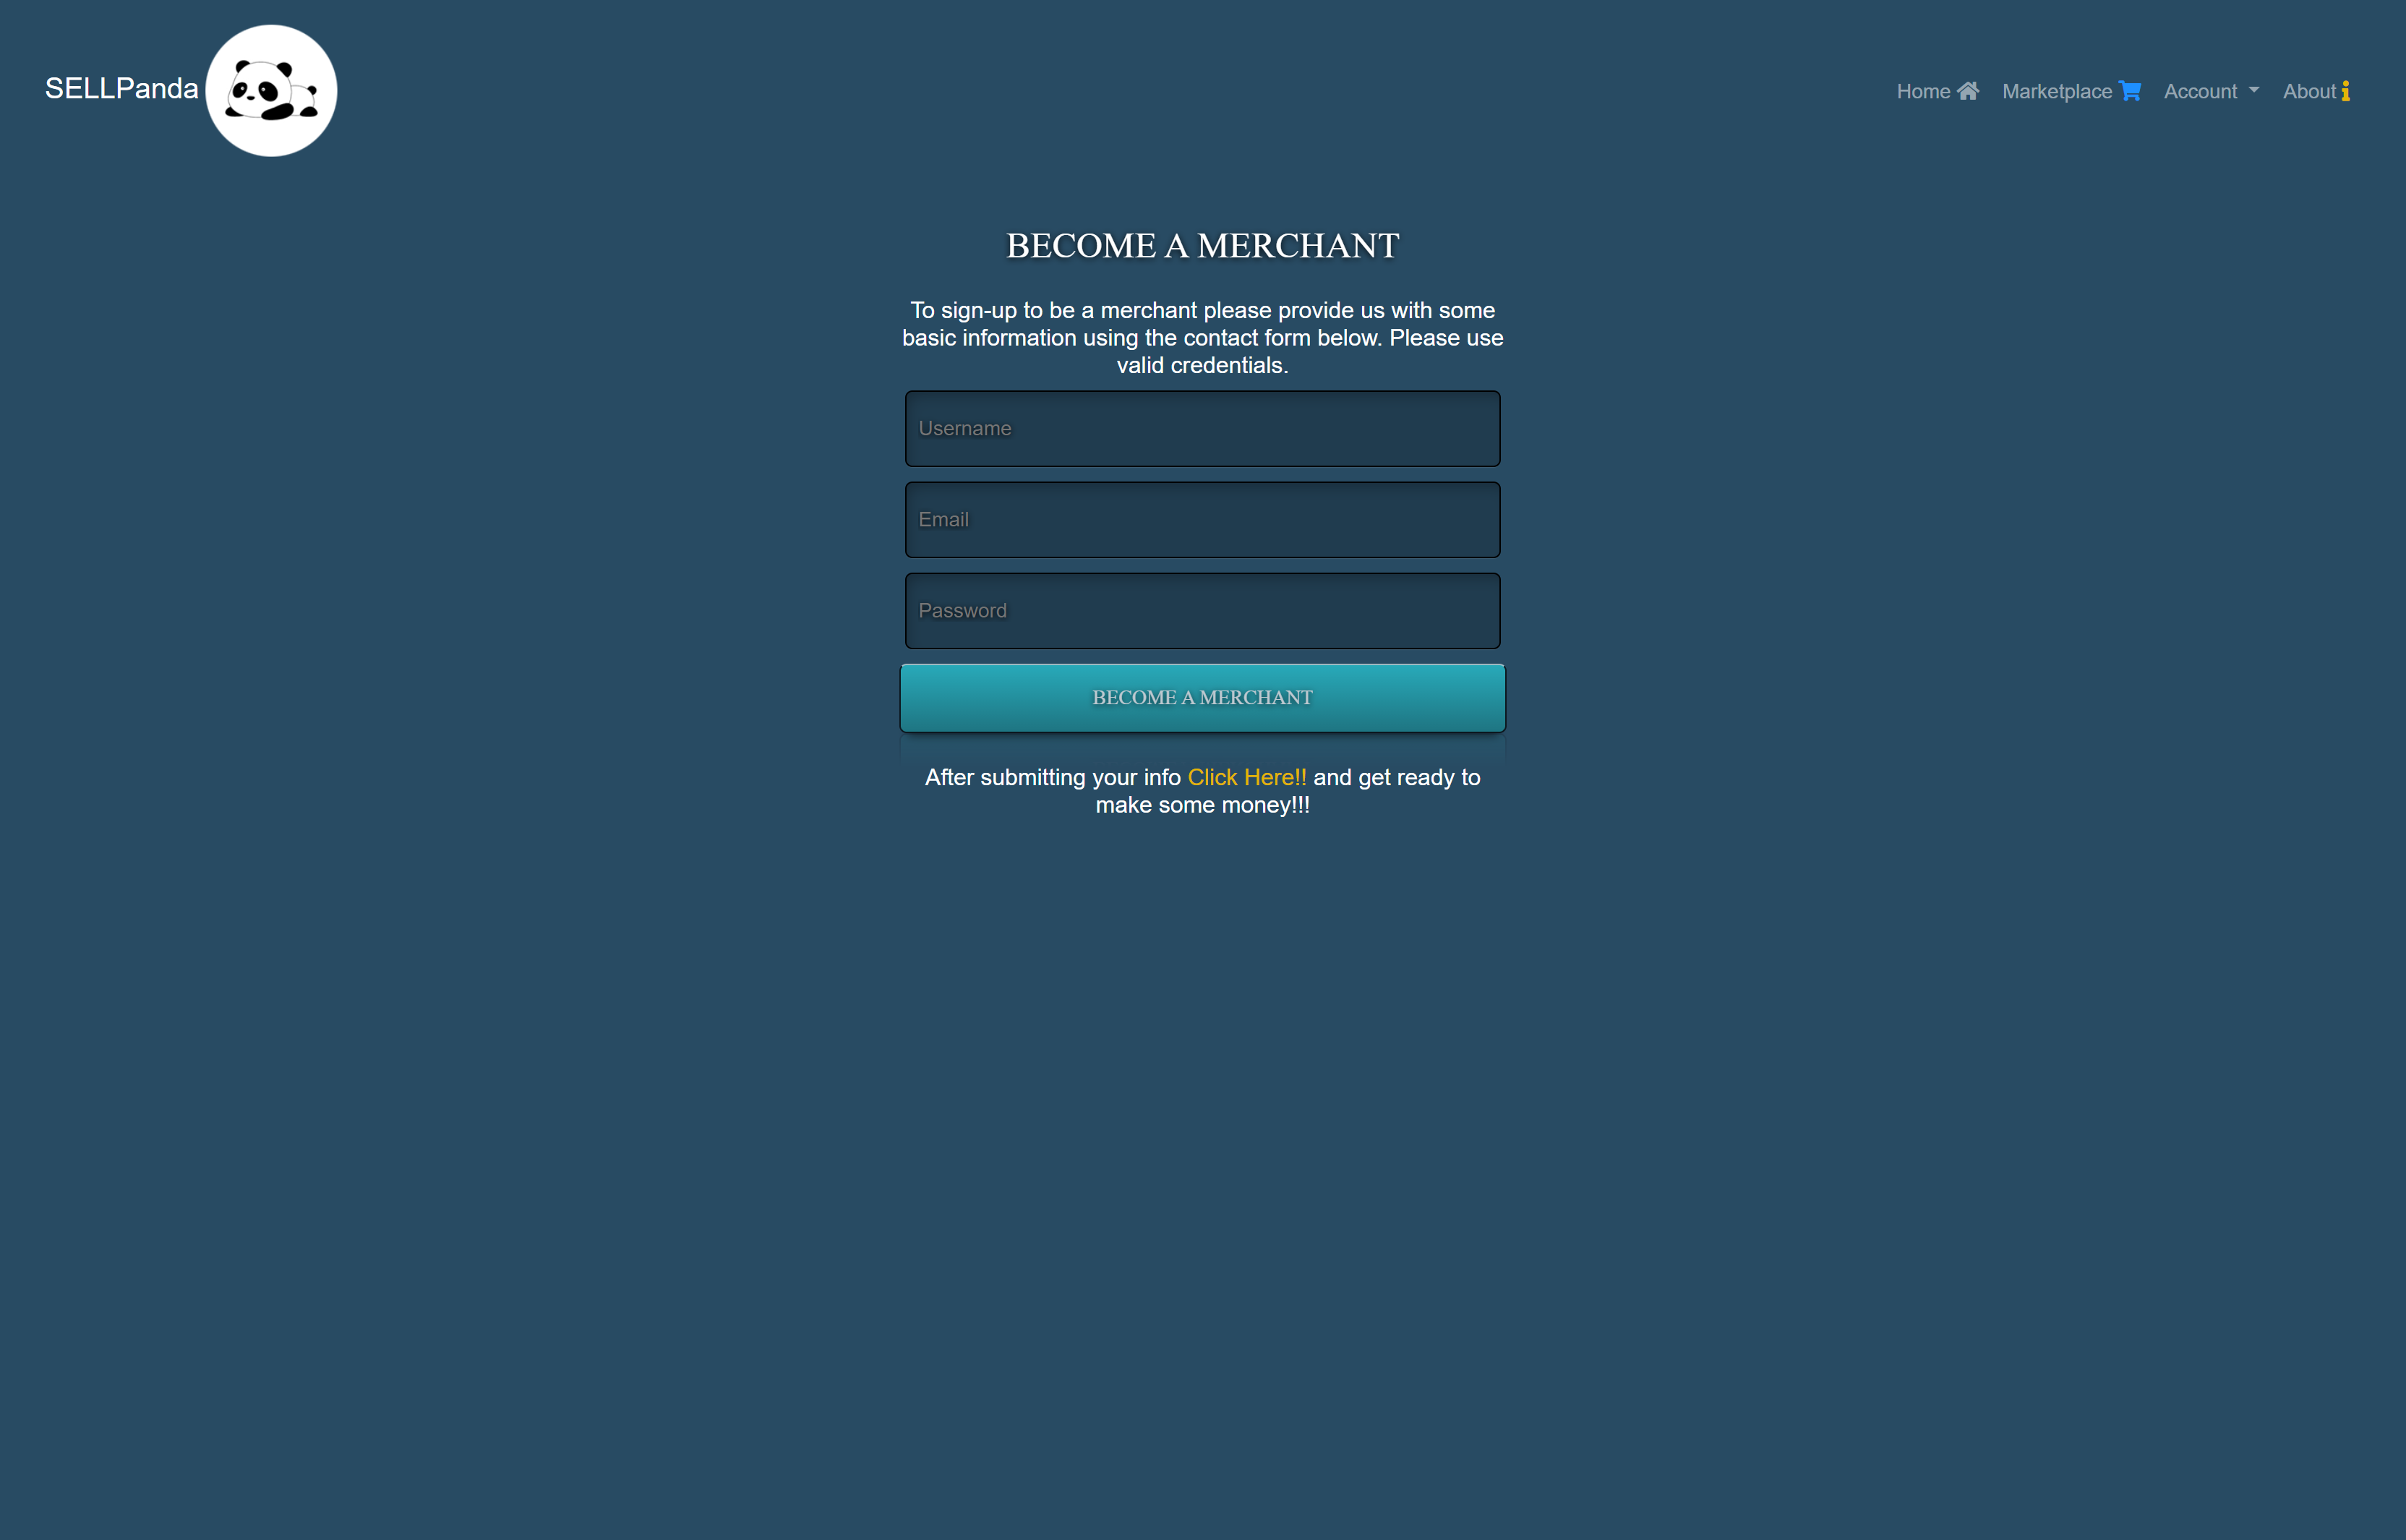 SELLPanda
Home Marketplace Account About
BECOME A MERCHANT
To sign-up to be a merchant please provide us with some
basic information using the contact form below. Please use
valid credentials.
Username
Email
Password
BECOME A MERCHANT
After submitting your info Click Here!! and get ready to
make some money!!!